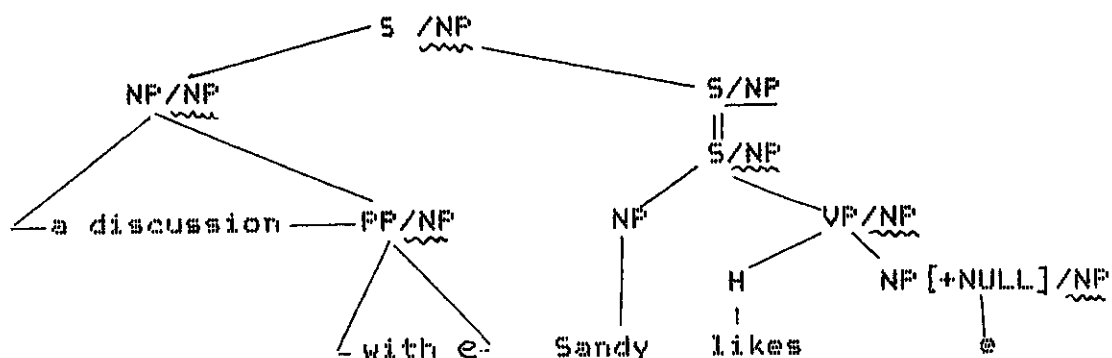 S /NP
NP/NP S/NP
S/NP
a discussion PP/NP NP VP/NP
H NP[+NULL]/NP
with e Sandy likes e